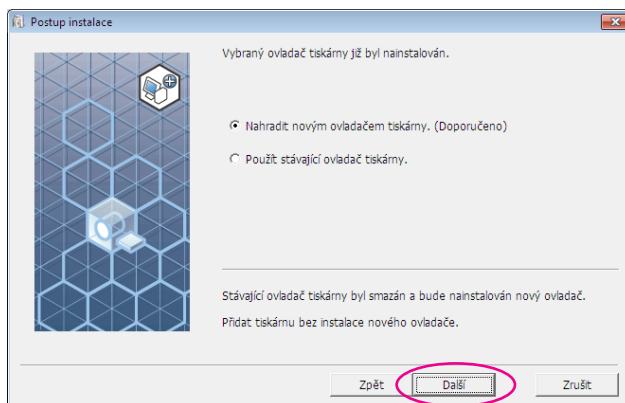 Postup instalace
Vybraný ovladač tiskárny již byl nainstalován.
Nahradit novým ovladačem tiskárny. (Doporučeno)
Použít stávající ovladač tiskárny.
Stávající ovladač tiskárny byl smazán a bude nainstalován nový ovladač.
Přidat tiskárnu bez instalace nového ovladače.
Zpět Další Zrušit